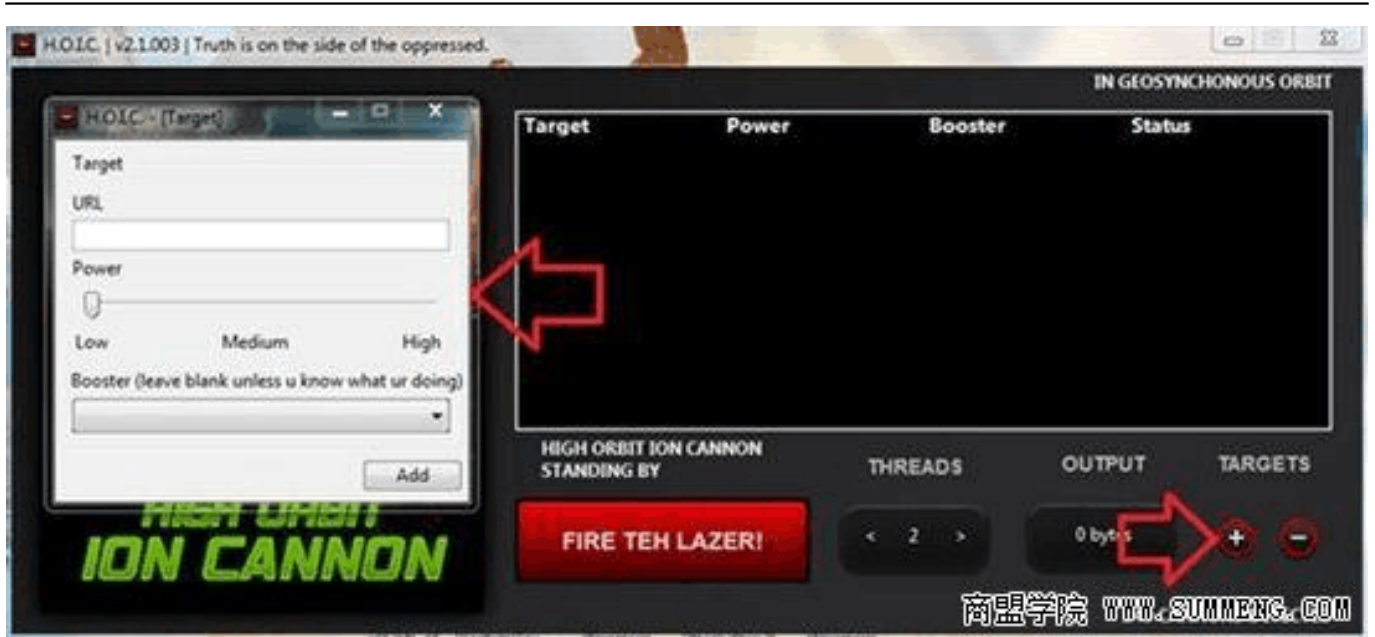 H.O.I.C. | v2.1.003 | Truth is on the side of the oppressed.
IN GEOSYNCHONOUS ORBIT
H.O.I.C. - [Target]
Target
URL
Power
Low Medium High
Booster (leave blank unless u know what ur doing)
Add
HIGH ORBIT
ION CANNON
Target Power Booster Status
HIGH ORBIT ION CANNON
STANDING BY
THREADS
OUTPUT
TARGETS
FIRE TEH LAZER!
< 2 >
0 bytes
+ −
商盟学院 WWW.SUMMENG.COM